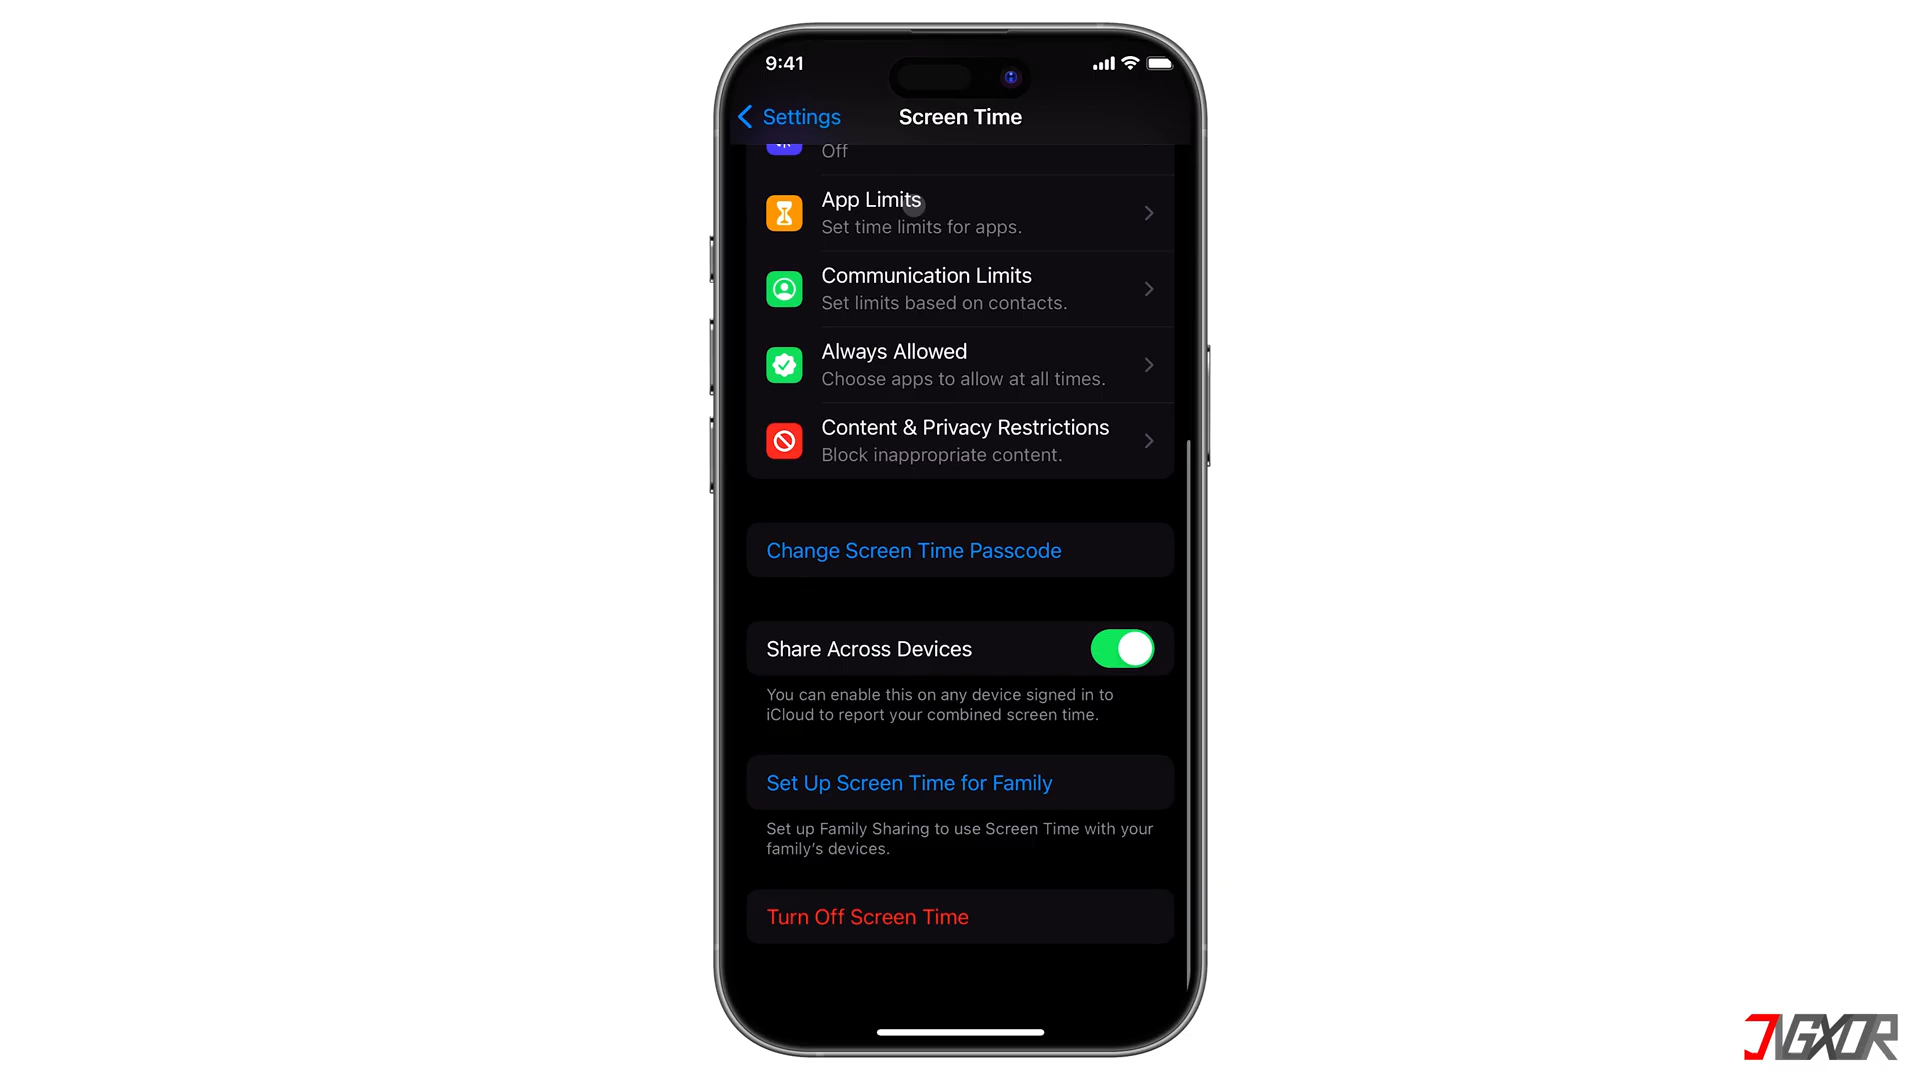 9:41
Settings
Screen Time
Off
App Limits
Set time limits for apps.
Communication Limits
Set limits based on contacts.
Always Allowed
Choose apps to allow at all times.
Content & Privacy Restrictions
Block inappropriate content.
Change Screen Time Passcode
Share Across Devices
You can enable this on any device signed in to
iCloud to report your combined screen time.
Set Up Screen Time for Family
Set up Family Sharing to use Screen Time with your
family’s devices.
Turn Off Screen Time